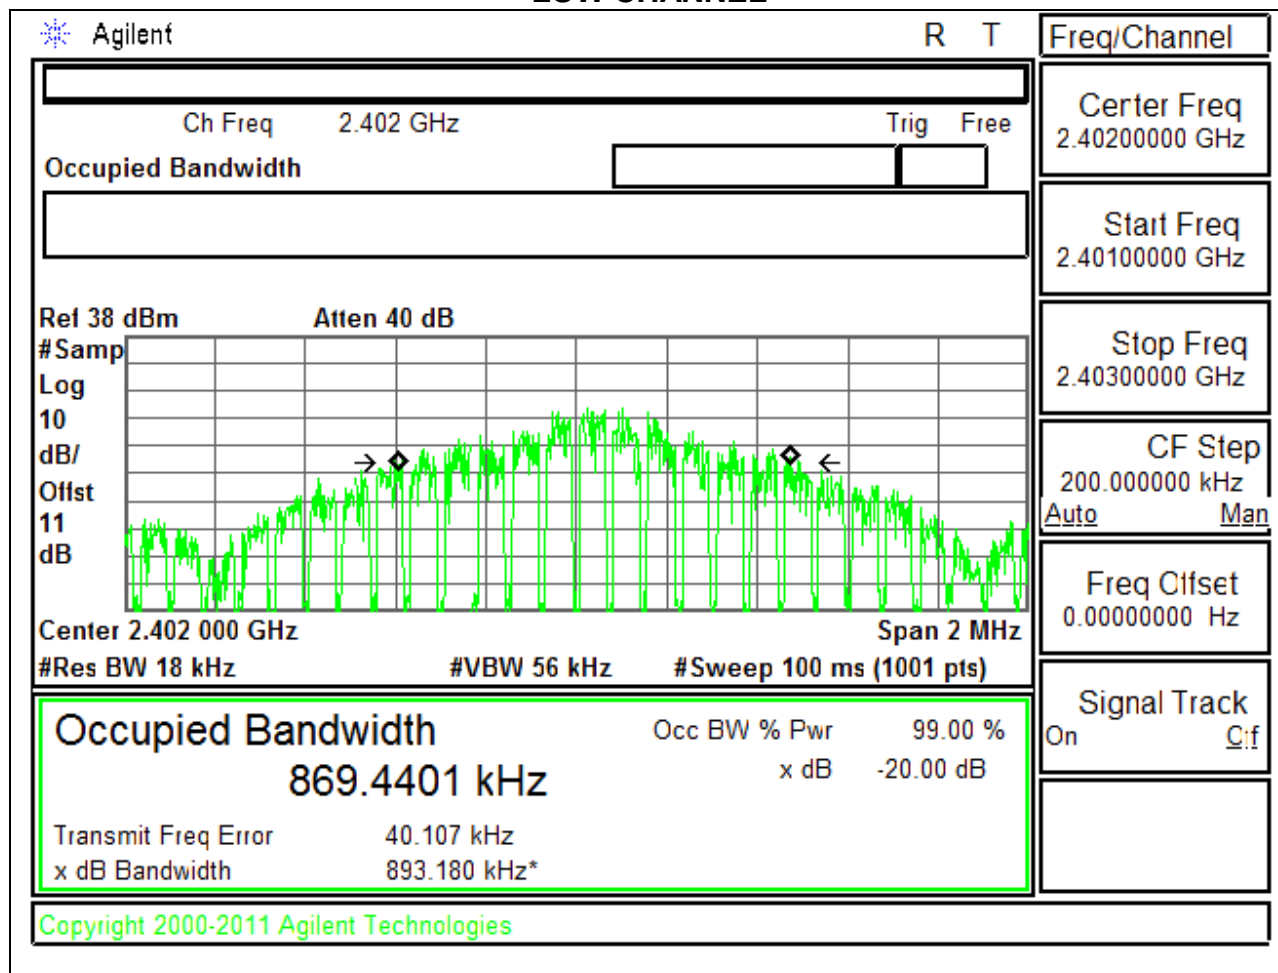 LOW CHANNEL
Agilent R T
Freq/Channel
Ch Freq 2.402 GHz Trig Free
Occupied Bandwidth
Center Freq
2.40200000 GHz
Start Freq
2.40100000 GHz
Stop Freq
2.40300000 GHz
CF Step
200.000000 kHz
Auto Man
Freq Offset
0.00000000 Hz
Signal Track
On Off
Ref 38 dBm Atten 40 dB
#Samp
Log
10
dB/
Offst
11
dB
Center 2.402 000 GHz Span 2 MHz
#Res BW 18 kHz #VBW 56 kHz #Sweep 100 ms (1001 pts)
Occupied Bandwidth Occ BW % Pwr 99.00 %
869.4401 kHz x dB -20.00 dB
Transmit Freq Error 40.107 kHz
x dB Bandwidth 893.180 kHz*
Copyright 2000-2011 Agilent Technologies